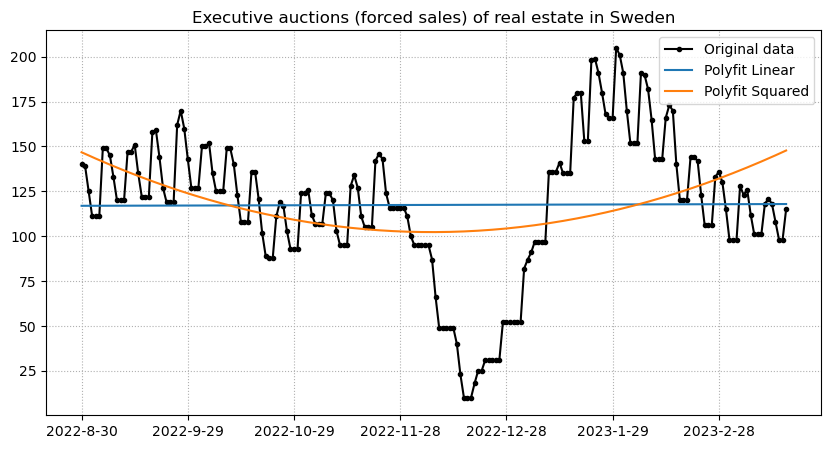 Executive auctions (forced sales) of real estate in Sweden
Original data
Polyfit Linear
Polyfit Squared
200
175
150
125
100
75
50
25
2022-8-30 2022-9-29 2022-10-29 2022-11-28 2022-12-28 2023-1-29 2023-2-28